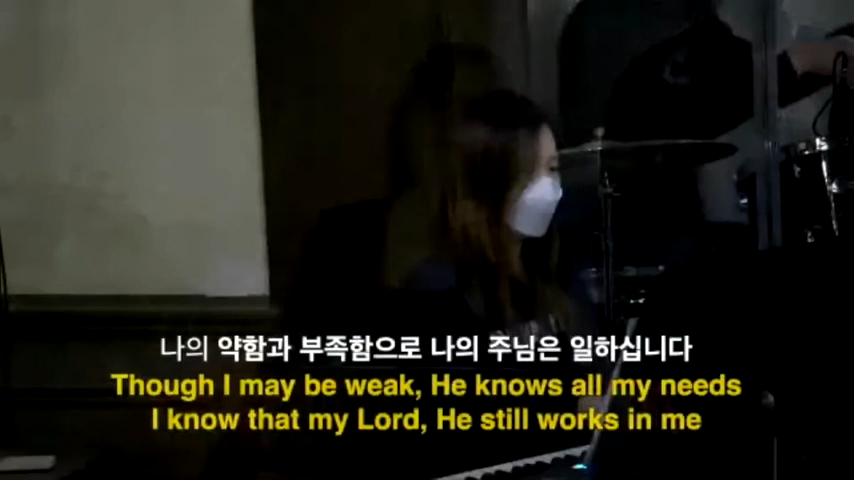 나의 약함과 부족함으로 나의 주님은 일하십니다
Though I may be weak, He knows all my needs
I know that my Lord, He still works in me